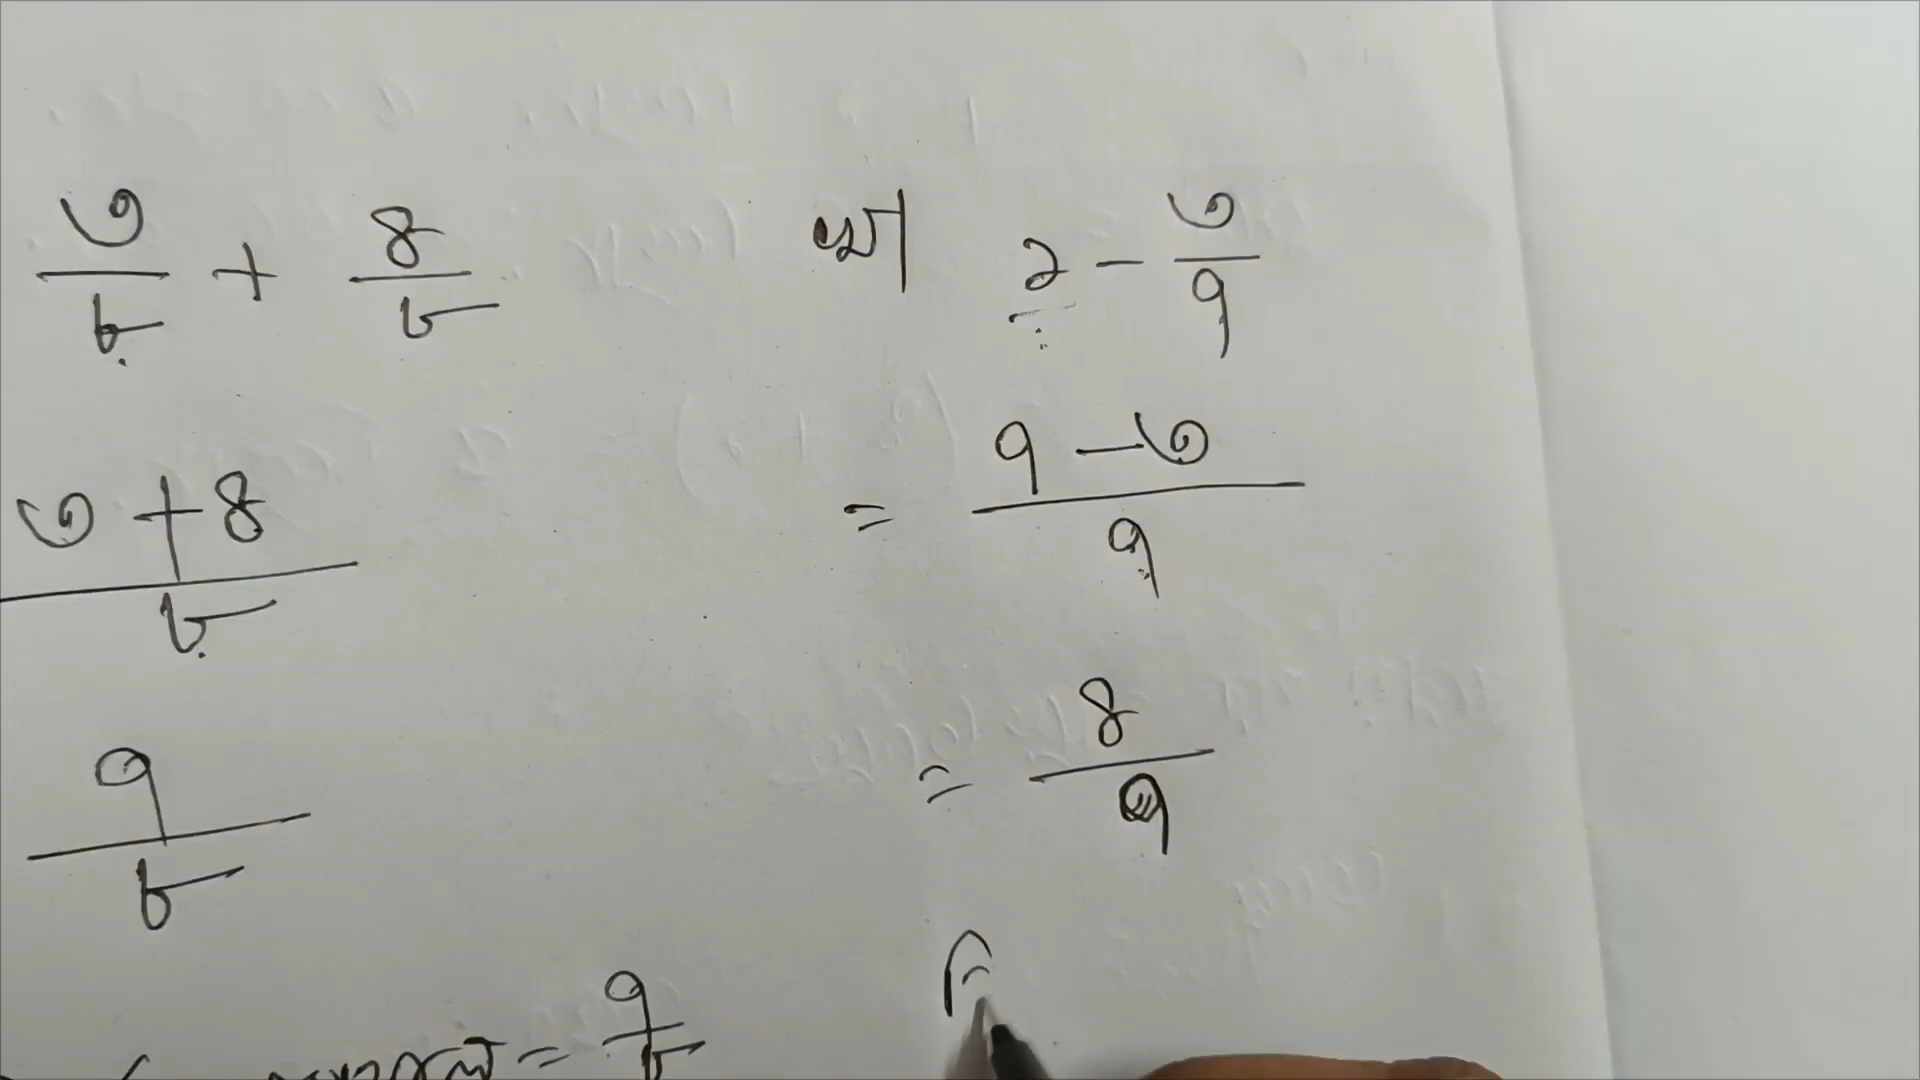 ৩/৮ + ৪/৮
৩+৪/৮
৭/৮
= ৭/৮
খ। ১ - ৩/৭
= ৭-৩/৭
= ৪/৭